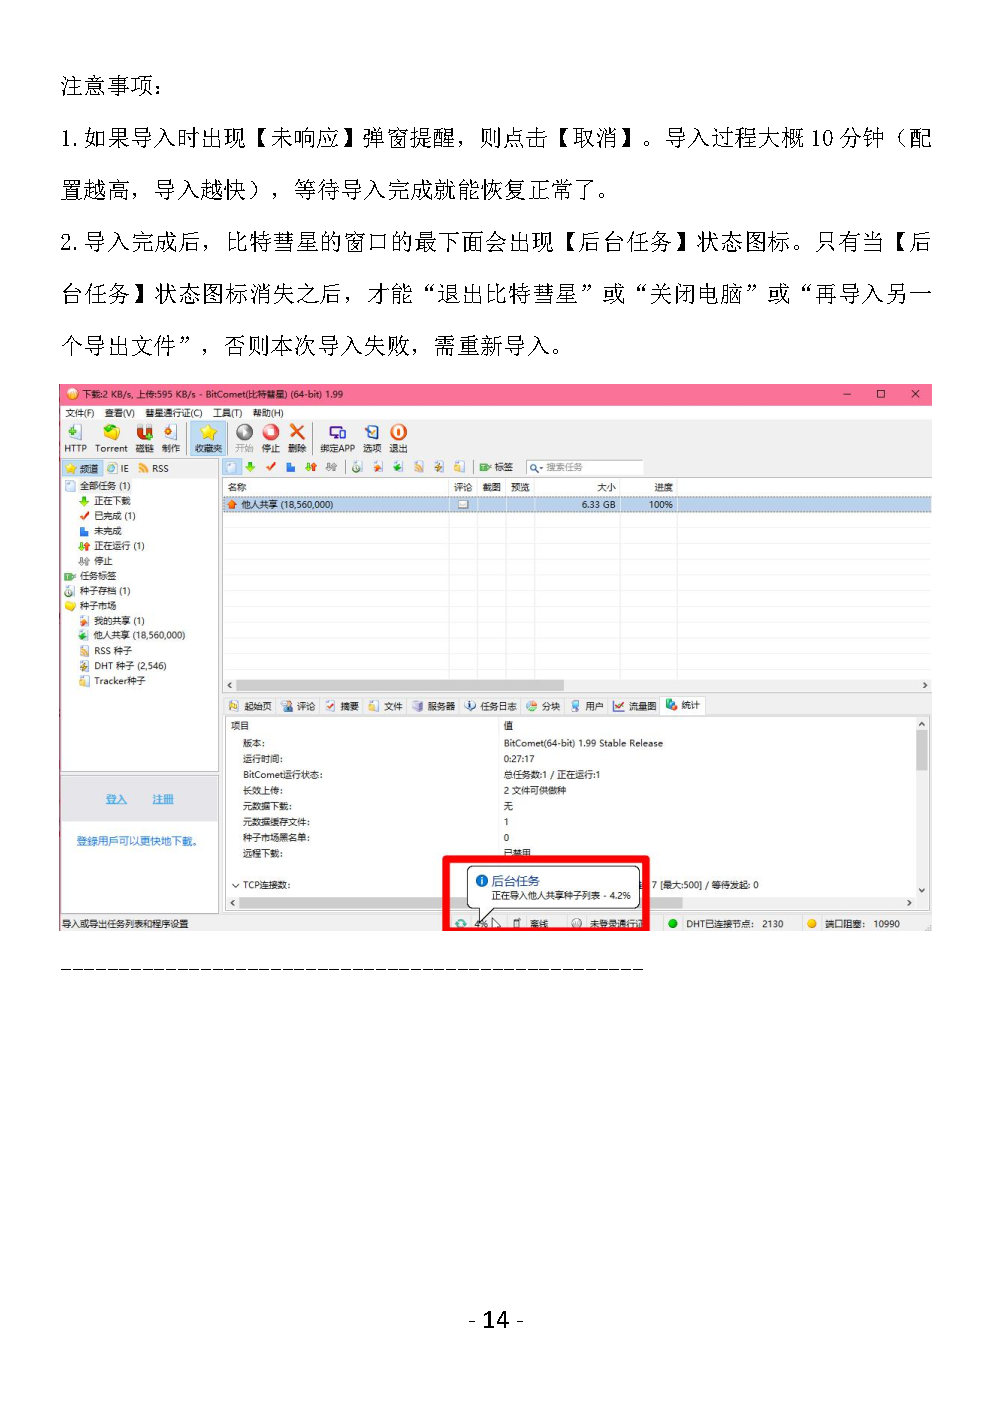 注意事项：
1.如果导入时出现【未响应】弹窗提醒，则点击【取消】。导入过程大概10分钟（配
置越高，导入越快），等待导入完成就能恢复正常了。
2.导入完成后，比特彗星的窗口的最下面会出现【后台任务】状态图标。只有当【后
台任务】状态图标消失之后，才能“退出比特彗星”或“关闭电脑”或“再导入另一
个导出文件”，否则本次导入失败，需重新导入。
下载:2 KB/s, 上传:595 KB/s - BitComet(比特彗星) (64-bit) 1.99
文件(F) 查看(V) 彗星通行证(C) 工具(T) 帮助(H)
HTTP Torrent 磁链 制作 收藏夹 开始 停止 删除 绑定APP 选项 退出
频道 IE RSS
标签 搜索任务
名称 评论 截图 预览 大小 进度
他人共享 (18,560,000) 6.33 GB 100%
全部任务 (1)
正在下载
已完成 (1)
未完成
正在运行 (1)
停止
任务标签
种子存档 (1)
种子市场
我的共享 (1)
他人共享 (18,560,000)
RSS 种子
DHT 种子 (2,546)
Tracker种子
登入 注冊
登錄用戶可以更快地下載。
起始页 评论 摘要 文件 服务器 任务日志 分块 用户 流量图 统计
项目 值
版本: BitComet(64-bit) 1.99 Stable Release
运行时间: 0:27:17
BitComet运行状态: 总任务数:1 / 正在运行:1
长效上传: 2 文件可供做种
元数据下载: 无
元数据缓存文件: 1
种子市场黑名单: 0
远程下载: 已禁用
TCP连接数: 7 [最大:500] / 等待发起: 0
后台任务
正在导入他人共享种子列表 - 4.2%
导入或导出任务列表和程序设置 4% 离线 未登录通行证 DHT已连接节点: 2130 端口阻塞: 10990
- 14 -